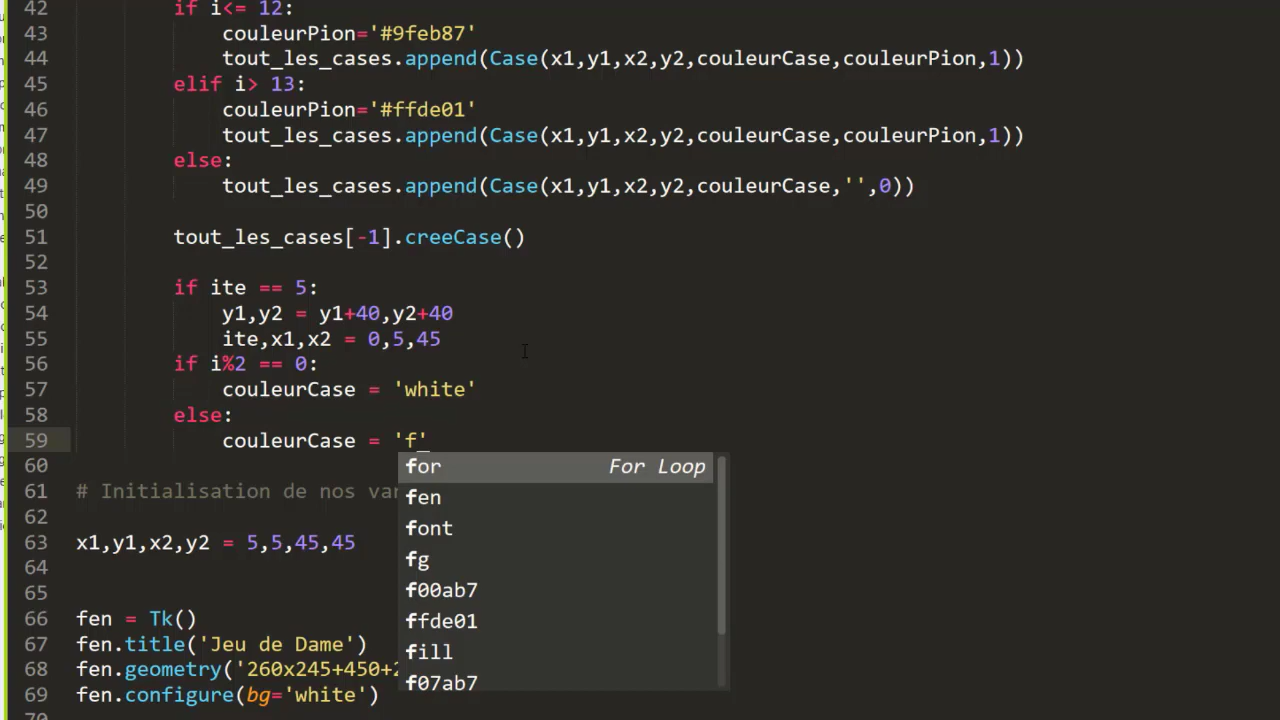 42 if i<= 12:
43 couleurPion='#9feb87'
44 tout_les_cases.append(Case(x1,y1,x2,y2,couleurCase,couleurPion,1))
45 elif i> 13:
46 couleurPion='#ffde01'
47 tout_les_cases.append(Case(x1,y1,x2,y2,couleurCase,couleurPion,1))
48 else:
49 tout_les_cases.append(Case(x1,y1,x2,y2,couleurCase,'',0))
50
51 tout_les_cases[-1].creeCase()
52
53 if ite == 5:
54 y1,y2 = y1+40,y2+40
55 ite,x1,x2 = 0,5,45
56 if i%2 == 0:
57 couleurCase = 'white'
58 else:
59 couleurCase = 'f'
60
for For Loop
fen
font
fg
f00ab7
ffde01
fill
f07ab7
61 # Initialisation de nos var
62
63 x1,y1,x2,y2 = 5,5,45,45
64
65
66 fen = Tk()
67 fen.title('Jeu de Dame')
68 fen.geometry('260x245+450+2
69 fen.configure(bg='white')